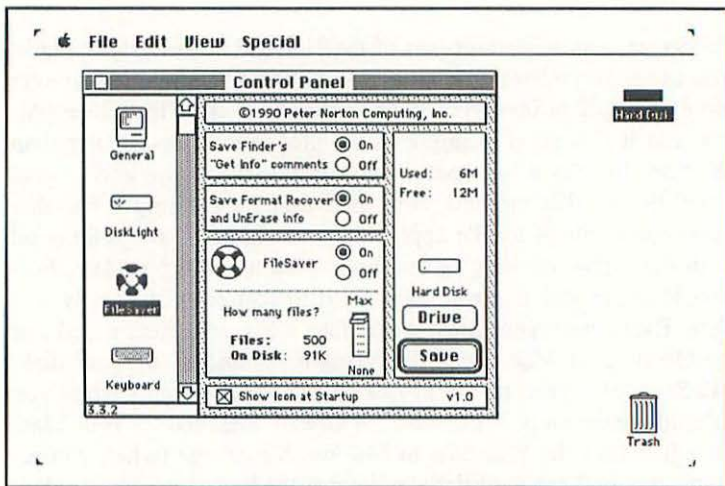 File Edit View Special
Control Panel
Hard Disk
General
DiskLight
FileSaver
Keyboard
3.3.2
©1990 Peter Norton Computing, Inc.
Save Finder's
"Get Info" comments
On
Off
Save Format Recover
and UnErase info
On
Off
FileSaver
On
Off
How many files?
Files: 500
On Disk: 91K
Max
None
Show Icon at Startup v1.0
Used: 6M
Free: 12M
Hard Disk
Drive
Save
Trash